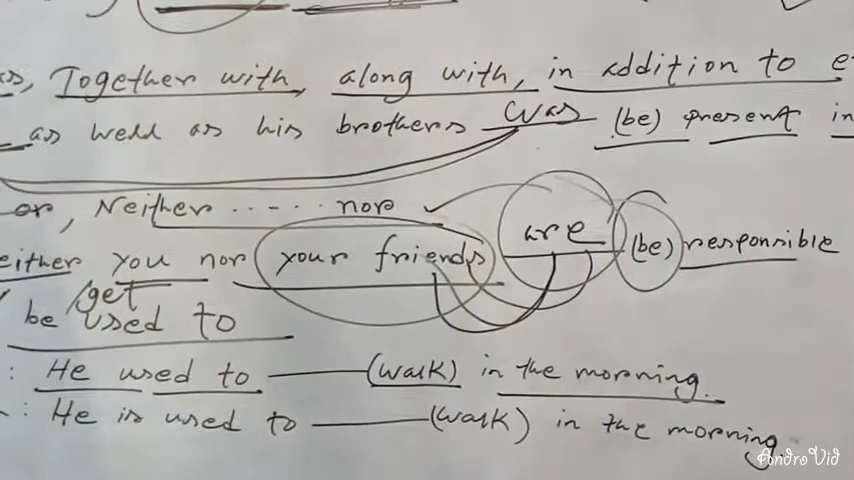 as, Together with, along with, in addition to
as well as his brothers was (be) present in
or, Neither ..... nor
either you nor your friends are (be) responsible
/get
be used to
: He used to ——— (walk) in the morning.
: He is used to ——— (walk) in the morning.
AndroVid